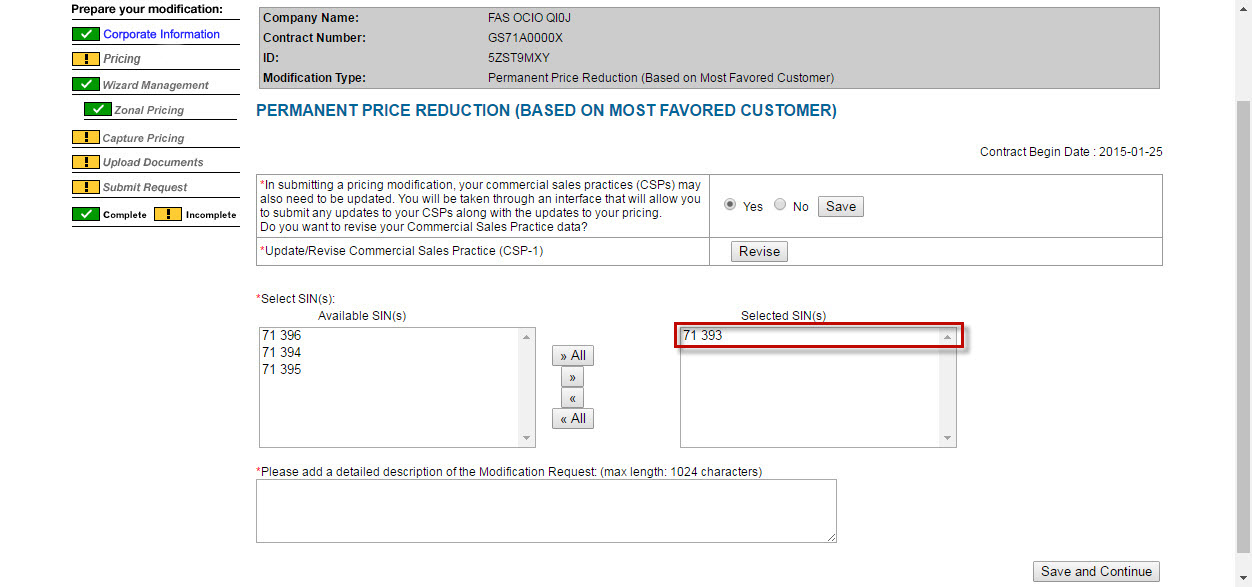 Prepare your modification:
Corporate Information
! Pricing
Wizard Management
Zonal Pricing
! Capture Pricing
! Upload Documents
! Submit Request
Complete ! Incomplete
Company Name: FAS OCIO QI0J
Contract Number: GS71A0000X
ID: 5ZST9MXY
Modification Type: Permanent Price Reduction (Based on Most Favored Customer)
PERMANENT PRICE REDUCTION (BASED ON MOST FAVORED CUSTOMER)
Contract Begin Date : 2015-01-25
*In submitting a pricing modification, your commercial sales practices (CSPs) may
also need to be updated. You will be taken through an interface that will allow you
to submit any updates to your CSPs along with the updates to your pricing.
Do you want to revise your Commercial Sales Practice data?
Yes No Save
*Update/Revise Commercial Sales Practice (CSP-1) Revise
*Select SIN(s):
Available SIN(s)
71 396
71 394
71 395
» All
»
«
« All
Selected SIN(s)
71 393
*Please add a detailed description of the Modification Request: (max length: 1024 characters)
Save and Continue